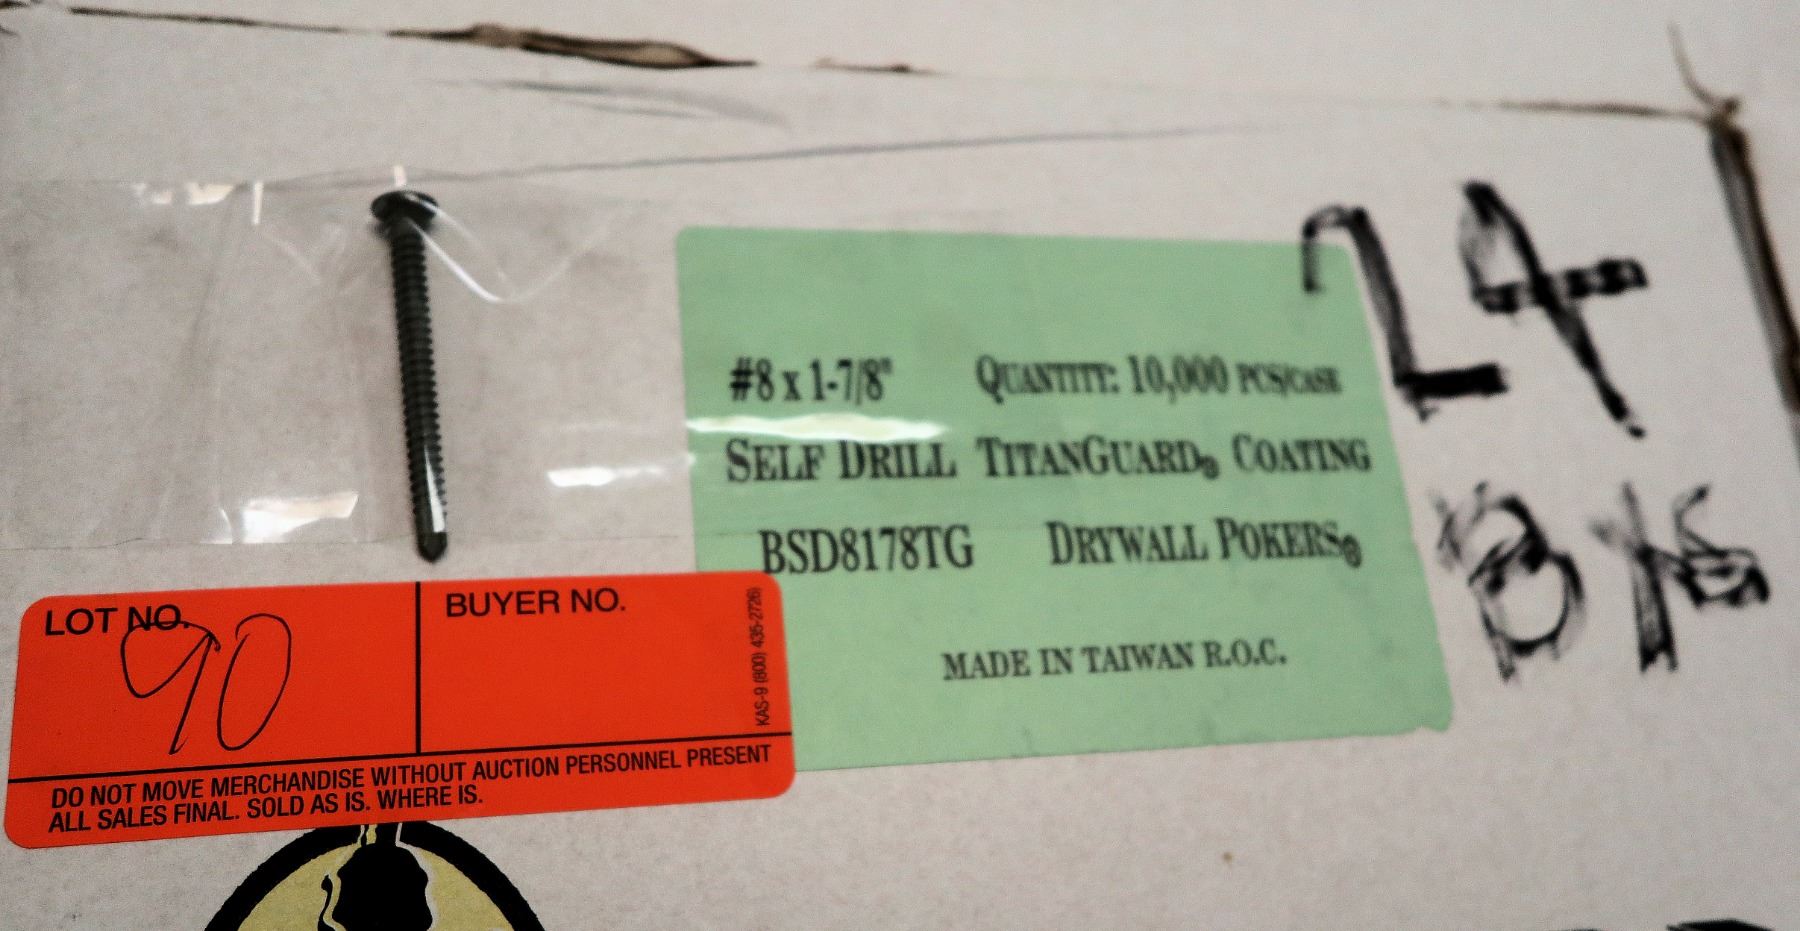 #8 x 1-7/8" QUANTITY: 10,000 PCS/CASE
SELF DRILL TITANGUARD® COATING
BSD8178TG DRYWALL POKERS®
MADE IN TAIWAN R.O.C.
LOT NO. BUYER NO.
90
KAS-9 (800) 435-2726)
DO NOT MOVE MERCHANDISE WITHOUT AUCTION PERSONNEL PRESENT
ALL SALES FINAL. SOLD AS IS. WHERE IS.